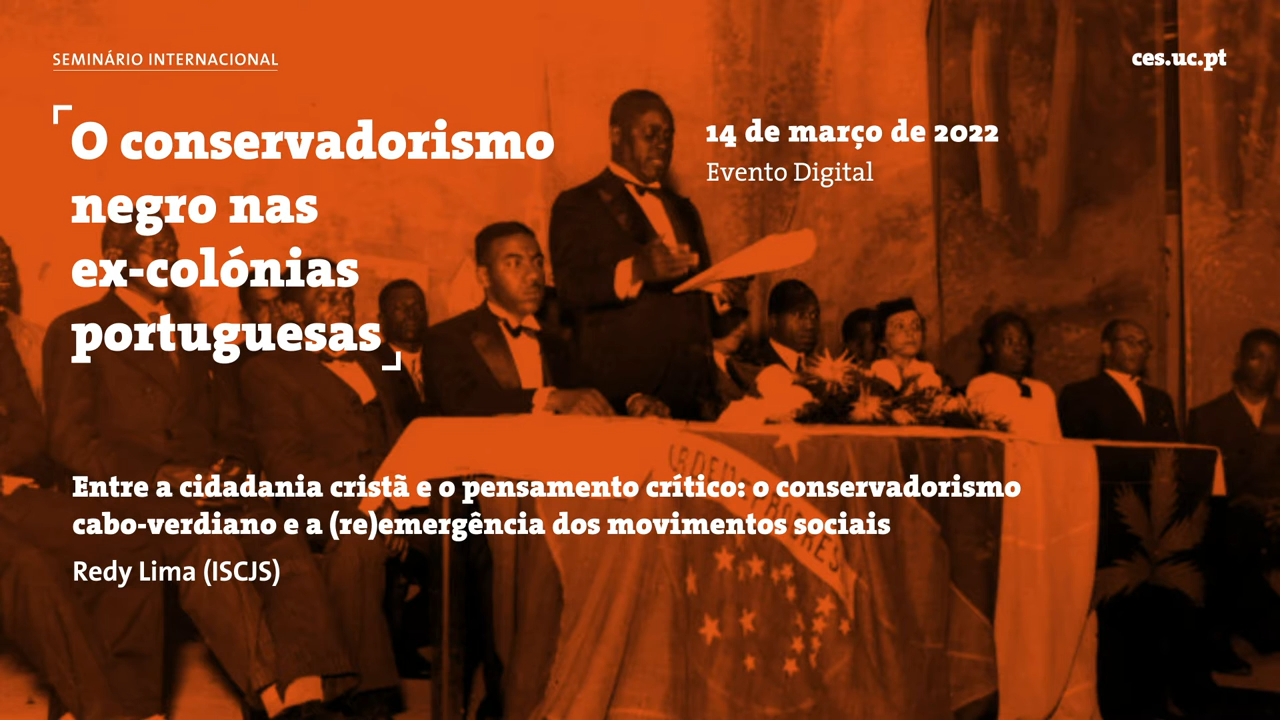 SEMINÁRIO INTERNACIONAL
ces.uc.pt
O conservadorismo
negro nas
ex-colónias
portuguesas
14 de março de 2022
Evento Digital
Entre a cidadania cristã e o pensamento crítico: o conservadorismo
cabo-verdiano e a (re)emergência dos movimentos sociais
Redy Lima (ISCJS)